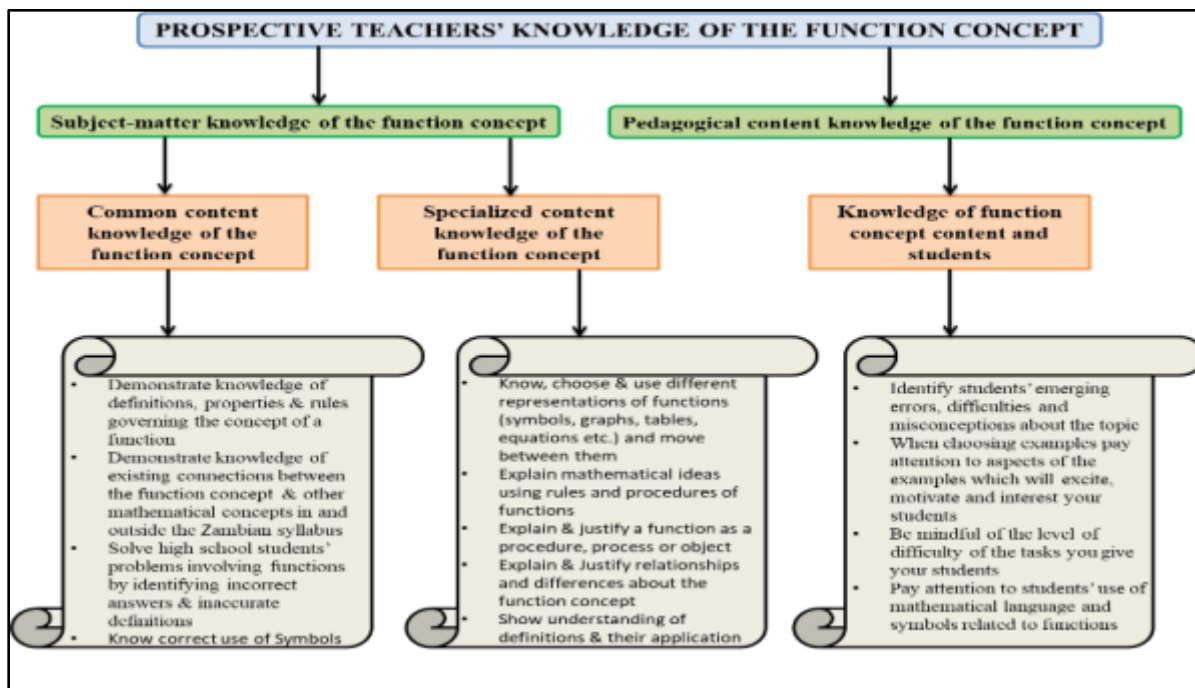 PROSPECTIVE TEACHERS' KNOWLEDGE OF THE FUNCTION CONCEPT
Subject-matter knowledge of the function concept
Pedagogical content knowledge of the function concept
Common content
knowledge of the
function concept
Specialized content
knowledge of the
function concept
Knowledge of function
concept content and
students
• Demonstrate knowledge of
definitions, properties & rules
governing the concept of a
function
• Demonstrate knowledge of
existing connections between
the function concept & other
mathematical concepts in and
outside the Zambian syllabus
• Solve high school students'
problems involving functions
by identifying incorrect
answers & inaccurate
definitions
• Know correct use of Symbols
• Know, choose & use different
representations of functions
(symbols, graphs, tables,
equations etc.) and move
between them
• Explain mathematical ideas
using rules and procedures of
functions
• Explain & justify a function as a
procedure, process or object
• Explain & Justify relationships
and differences about the
function concept
• Show understanding of
definitions & their application
• Identify students' emerging
errors, difficulties and
misconceptions about the topic
• When choosing examples pay
attention to aspects of the
examples which will excite,
motivate and interest your
students
• Be mindful of the level of
difficulty of the tasks you give
your students
• Pay attention to students' use of
mathematical language and
symbols related to functions